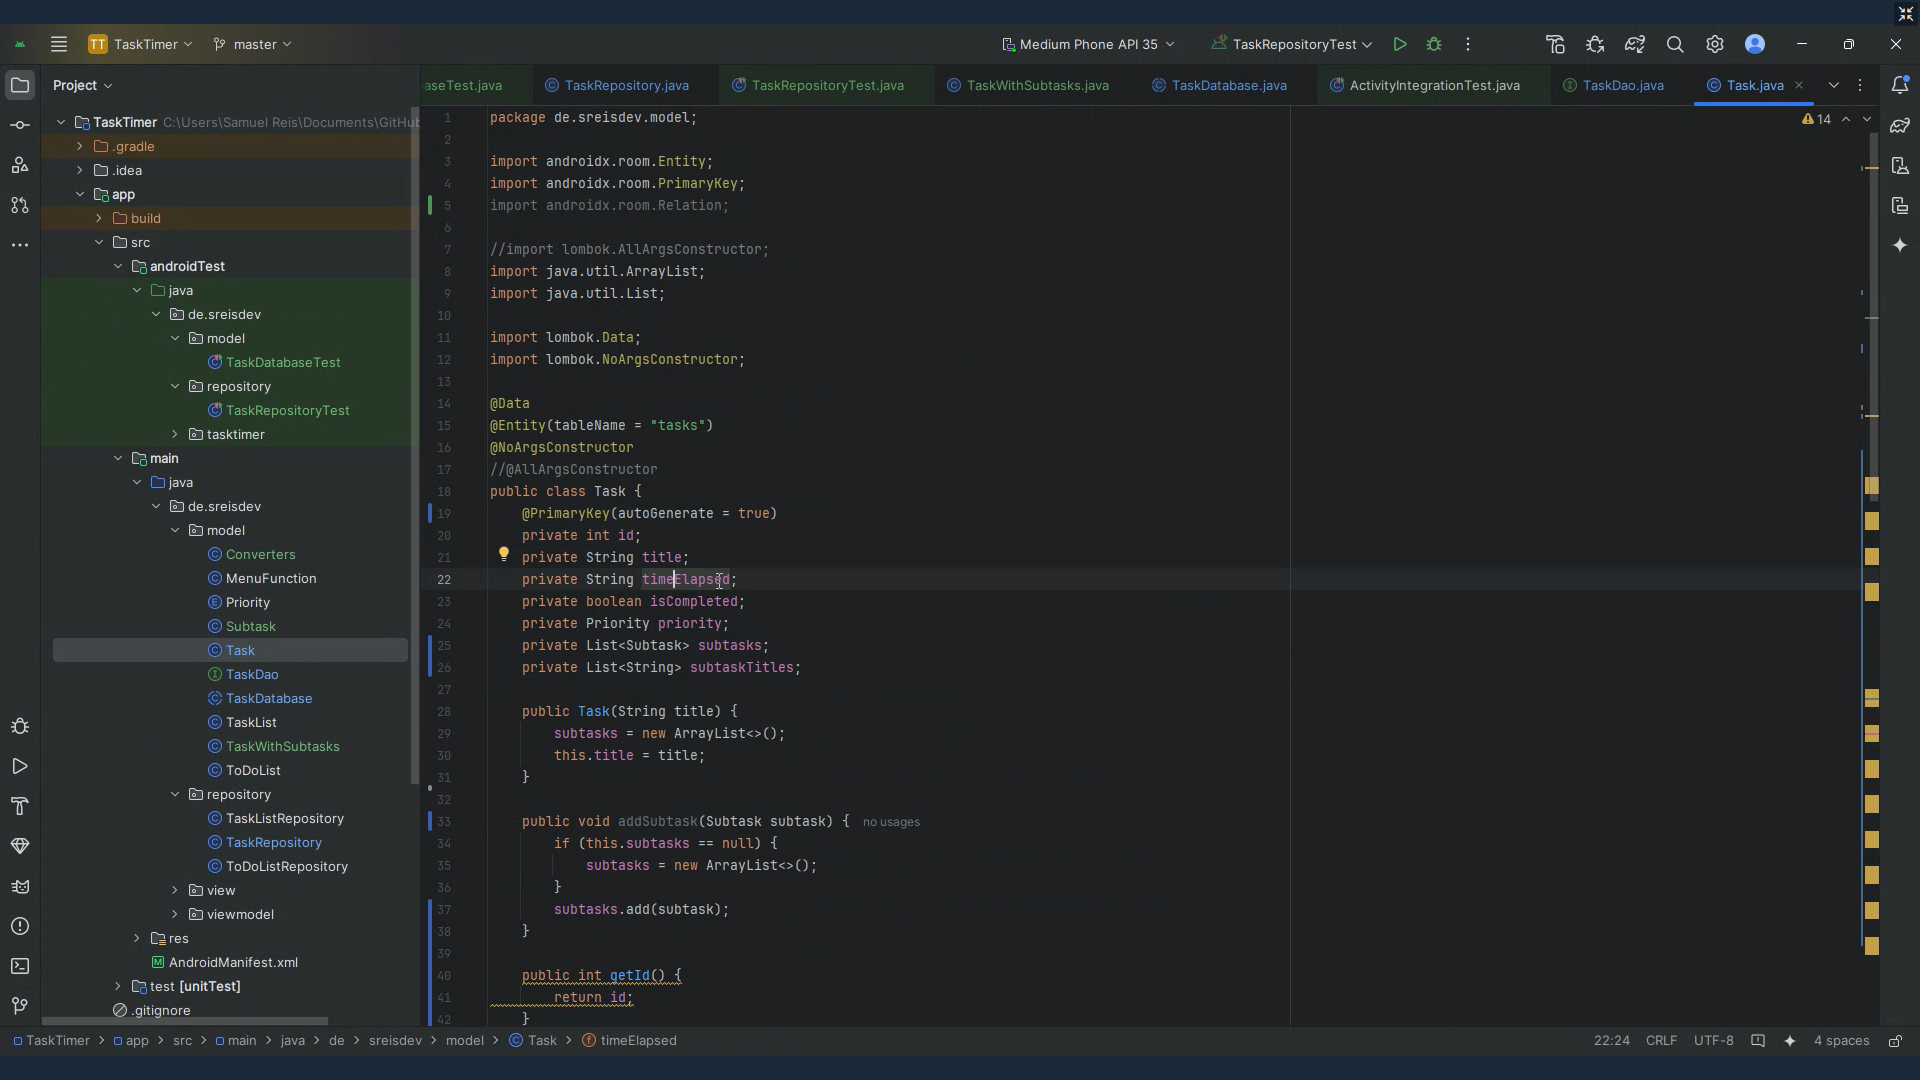 TT TaskTimer master Medium Phone API 35 TaskRepositoryTest
Project
aseTest.java TaskRepository.java TaskRepositoryTest.java TaskWithSubtasks.java TaskDatabase.java ActivityIntegrationTest.java TaskDao.java Task.java
TaskTimer C:\Users\Samuel Reis\Documents\GitHub
.gradle
.idea
app
build
src
androidTest
java
de.sreisdev
model
TaskDatabaseTest
repository
TaskRepositoryTest
tasktimer
main
java
de.sreisdev
model
Converters
MenuFunction
Priority
Subtask
Task
TaskDao
TaskDatabase
TaskList
TaskWithSubtasks
ToDoList
repository
TaskListRepository
TaskRepository
ToDoListRepository
view
viewmodel
res
AndroidManifest.xml
test [unitTest]
.gitignore
14
1 package de.sreisdev.model;
2
3 import androidx.room.Entity;
4 import androidx.room.PrimaryKey;
5 import androidx.room.Relation;
6
7 //import lombok.AllArgsConstructor;
8 import java.util.ArrayList;
9 import java.util.List;
10
11 import lombok.Data;
12 import lombok.NoArgsConstructor;
13
14 @Data
15 @Entity(tableName = "tasks")
16 @NoArgsConstructor
17 //@AllArgsConstructor
18 public class Task {
19 @PrimaryKey(autoGenerate = true)
20 private int id;
21 private String title;
22 private String timeElapsed;
23 private boolean isCompleted;
24 private Priority priority;
25 private List<Subtask> subtasks;
26 private List<String> subtaskTitles;
27
28 public Task(String title) {
29 subtasks = new ArrayList<>();
30 this.title = title;
31 }
32
33 public void addSubtask(Subtask subtask) { no usages
34 if (this.subtasks == null) {
35 subtasks = new ArrayList<>();
36 }
37 subtasks.add(subtask);
38 }
39
40 public int getId() {
41 return id;
42 }
TaskTimer > app > src > main > java > de > sreisdev > model > Task > timeElapsed
22:24 CRLF UTF-8 4 spaces